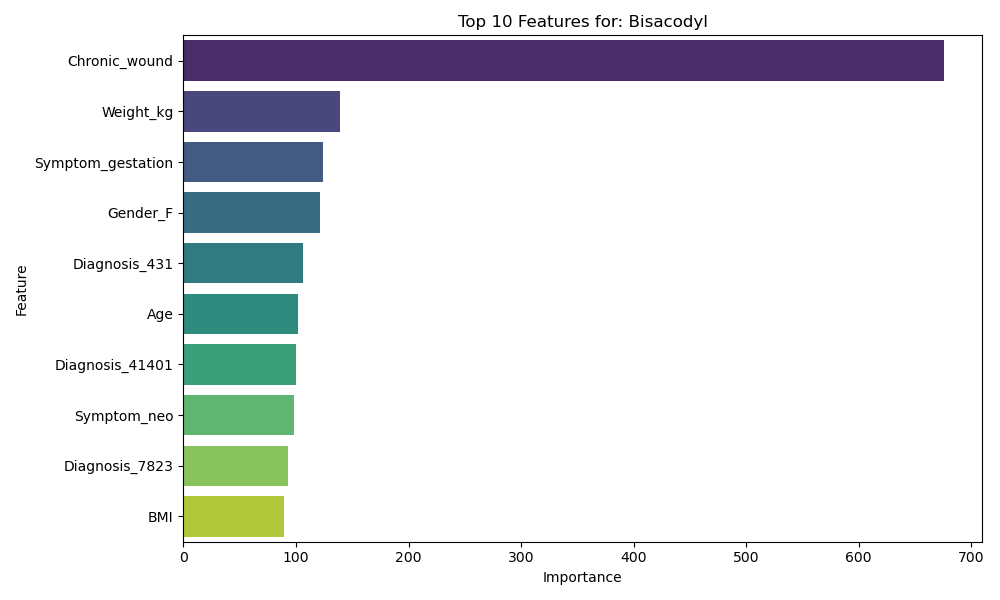 Top 10 Features for: Bisacodyl
Feature
Chronic_wound
Weight_kg
Symptom_gestation
Gender_F
Diagnosis_431
Age
Diagnosis_41401
Symptom_neo
Diagnosis_7823
BMI
0 100 200 300 400 500 600 700
Importance